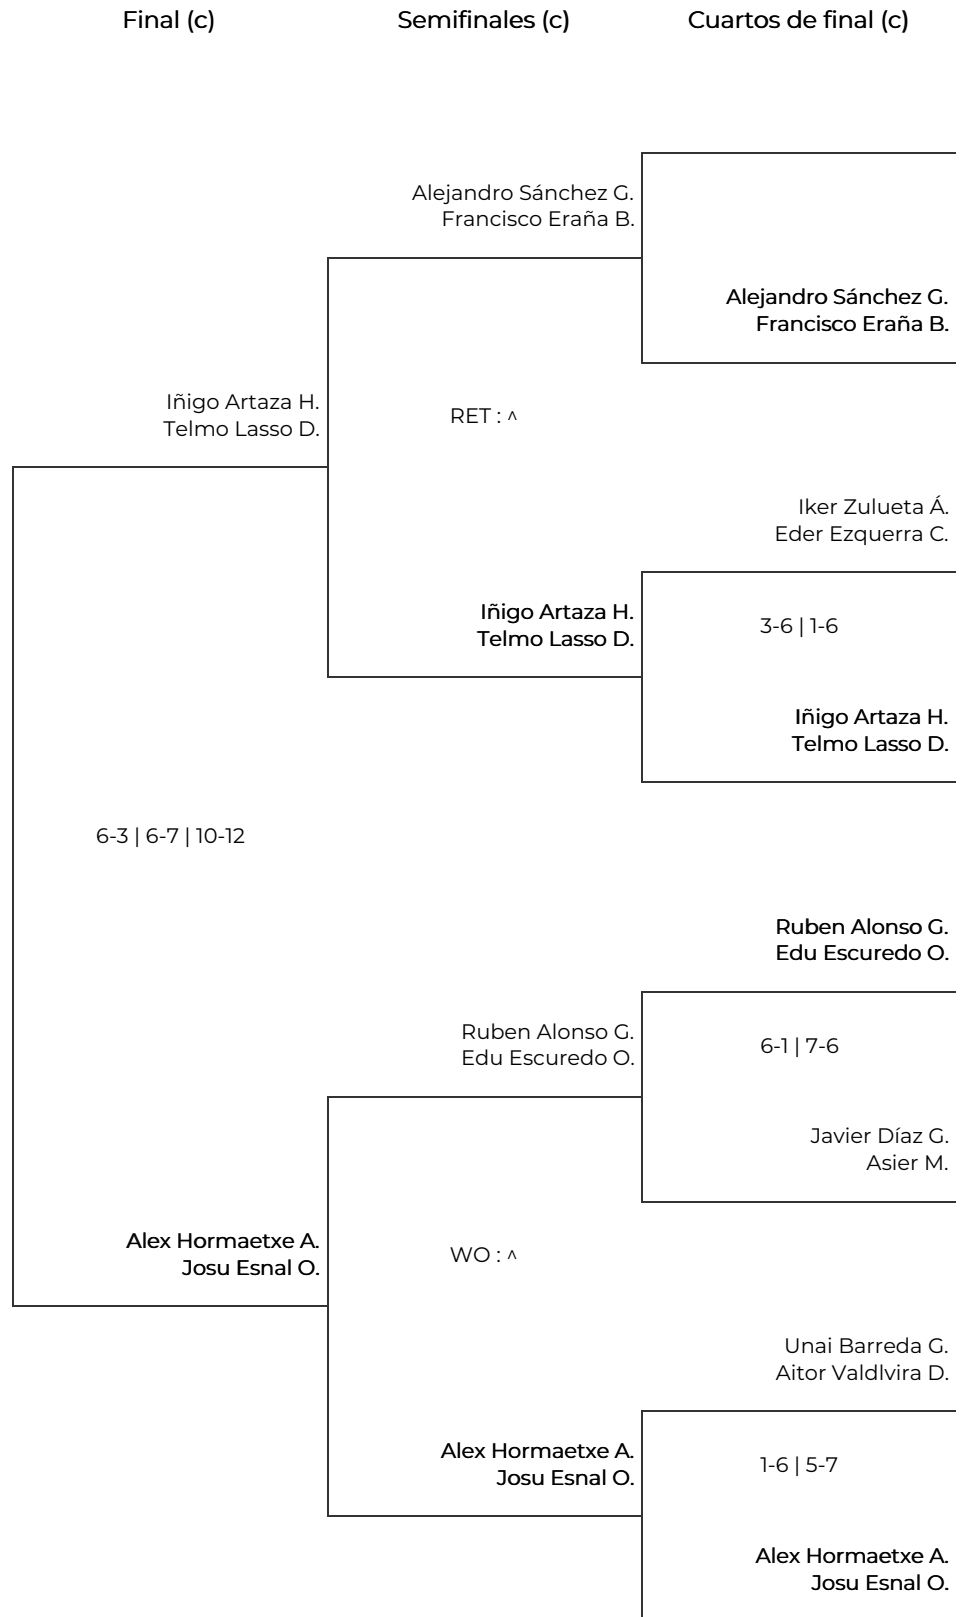 Final (c)
Semifinales (c)
Cuartos de final (c)
Alejandro Sánchez G.
Francisco Eraña B.
Alejandro Sánchez G.
Francisco Eraña B.
Iñigo Artaza H.
Telmo Lasso D.
RET : ^
Iker Zulueta Á.
Eder Ezquerra C.
Iñigo Artaza H.
Telmo Lasso D.
3-6 | 1-6
Iñigo Artaza H.
Telmo Lasso D.
6-3 | 6-7 | 10-12
Ruben Alonso G.
Edu Escuredo O.
Ruben Alonso G.
Edu Escuredo O.
6-1 | 7-6
Javier Díaz G.
Asier M.
Alex Hormaetxe A.
Josu Esnal O.
WO : ^
Unai Barreda G.
Aitor Valdlvira D.
Alex Hormaetxe A.
Josu Esnal O.
1-6 | 5-7
Alex Hormaetxe A.
Josu Esnal O.